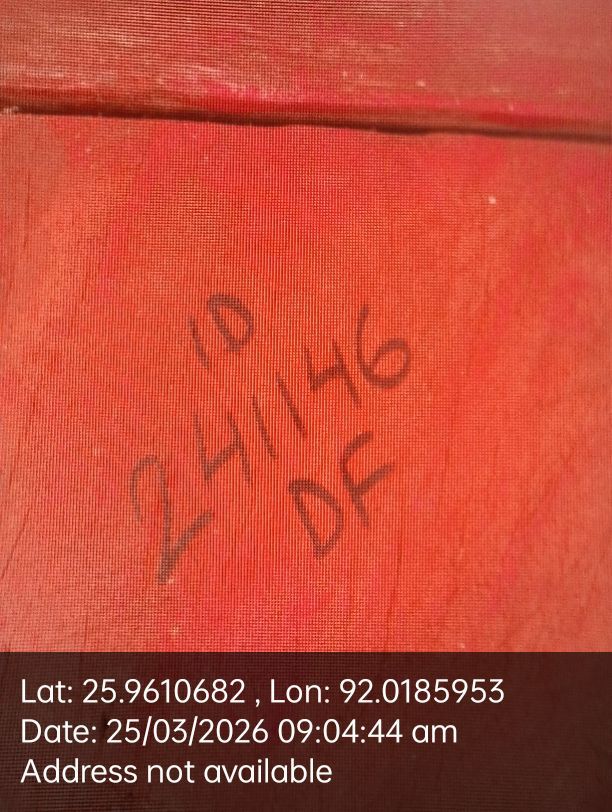 ID
241146
DF
Lat: 25.9610682 , Lon: 92.0185953
Date: 25/03/2026 09:04:44 am
Address not available